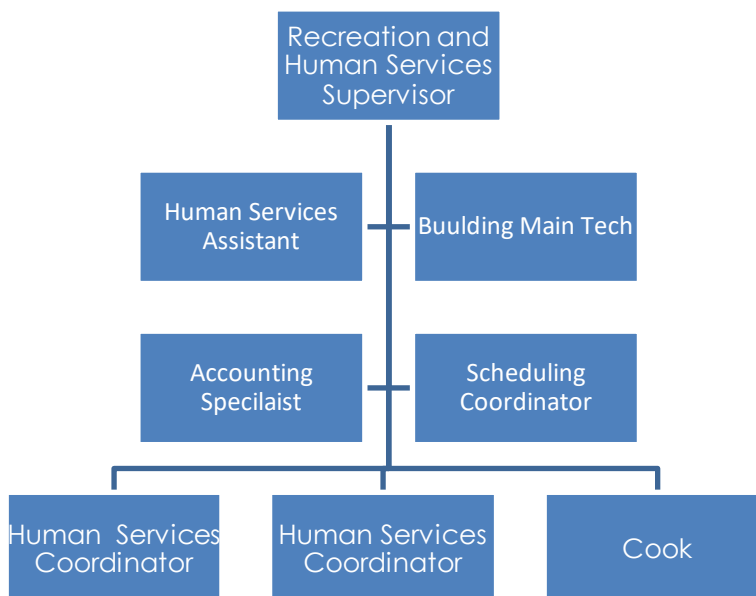 Recreation and
Human Services
Supervisor
Human Services
Assistant
Buulding Main Tech
Accounting
Specilaist
Scheduling
Coordinator
Human Services
Coordinator
Human Services
Coordinator
Cook